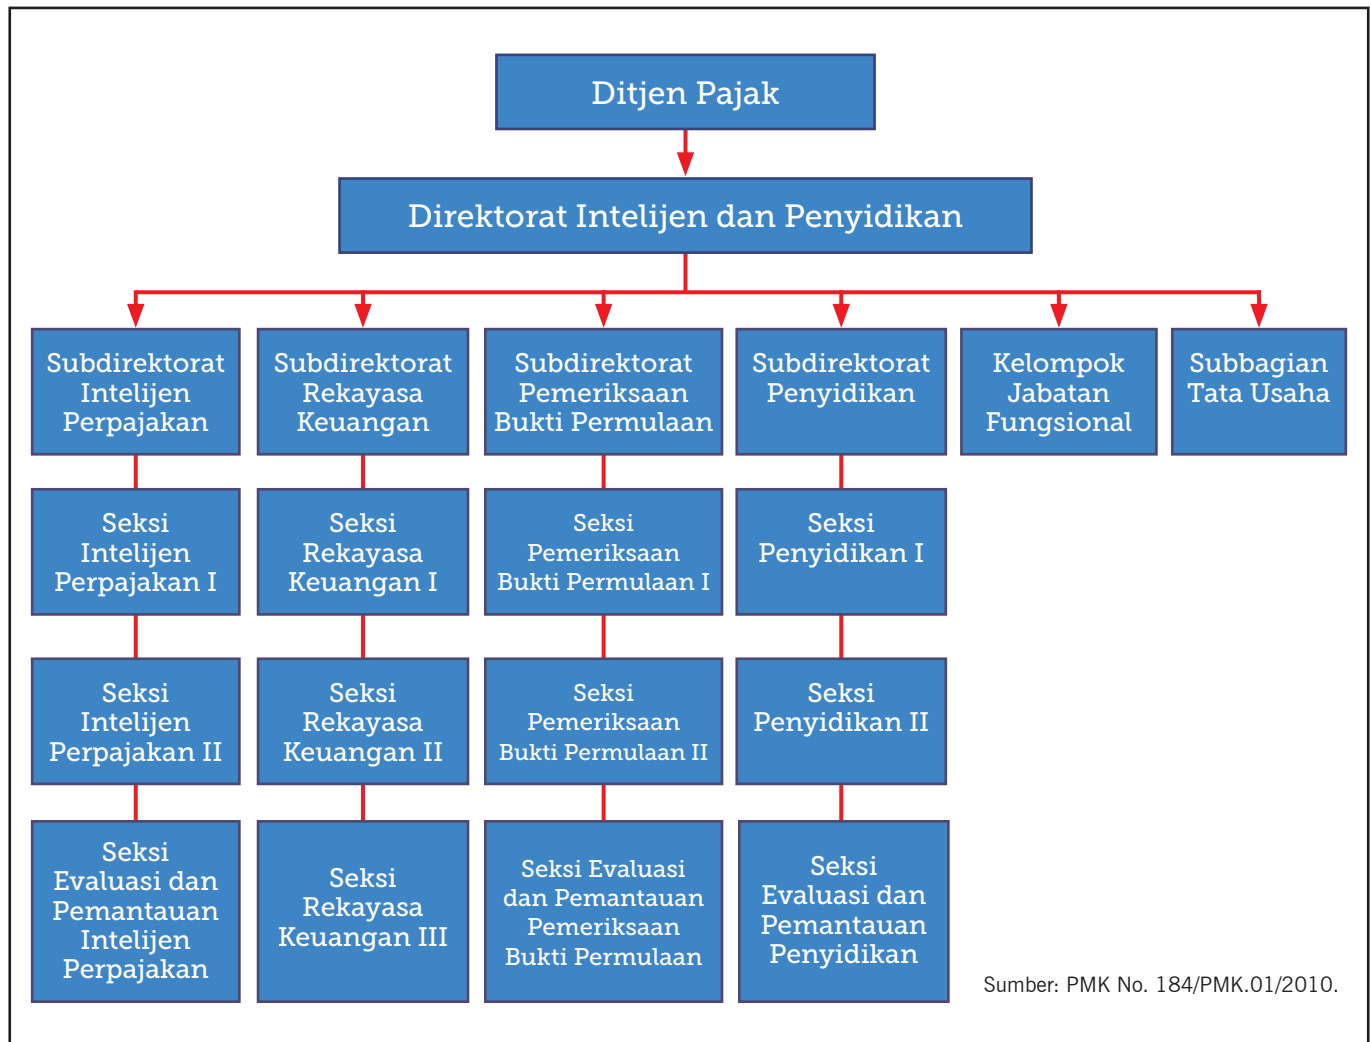 Ditjen Pajak
Direktorat Intelijen dan Penyidikan
Subdirektorat
Intelijen
Perpajakan
Subdirektorat
Rekayasa
Keuangan
Subdirektorat
Pemeriksaan
Bukti Permulaan
Subdirektorat
Penyidikan
Kelompok
Jabatan
Fungsional
Subbagian
Tata Usaha
Seksi
Intelijen
Perpajakan I
Seksi
Rekayasa
Keuangan I
Seksi
Pemeriksaan
Bukti Permulaan I
Seksi
Penyidikan I
Seksi
Intelijen
Perpajakan II
Seksi
Rekayasa
Keuangan II
Seksi
Pemeriksaan
Bukti Permulaan II
Seksi
Penyidikan II
Seksi
Evaluasi dan
Pemantauan
Intelijen
Perpajakan
Seksi
Rekayasa
Keuangan III
Seksi Evaluasi
dan Pemantauan
Pemeriksaan
Bukti Permulaan
Seksi
Evaluasi dan
Pemantauan
Penyidikan
Sumber: PMK No. 184/PMK.01/2010.